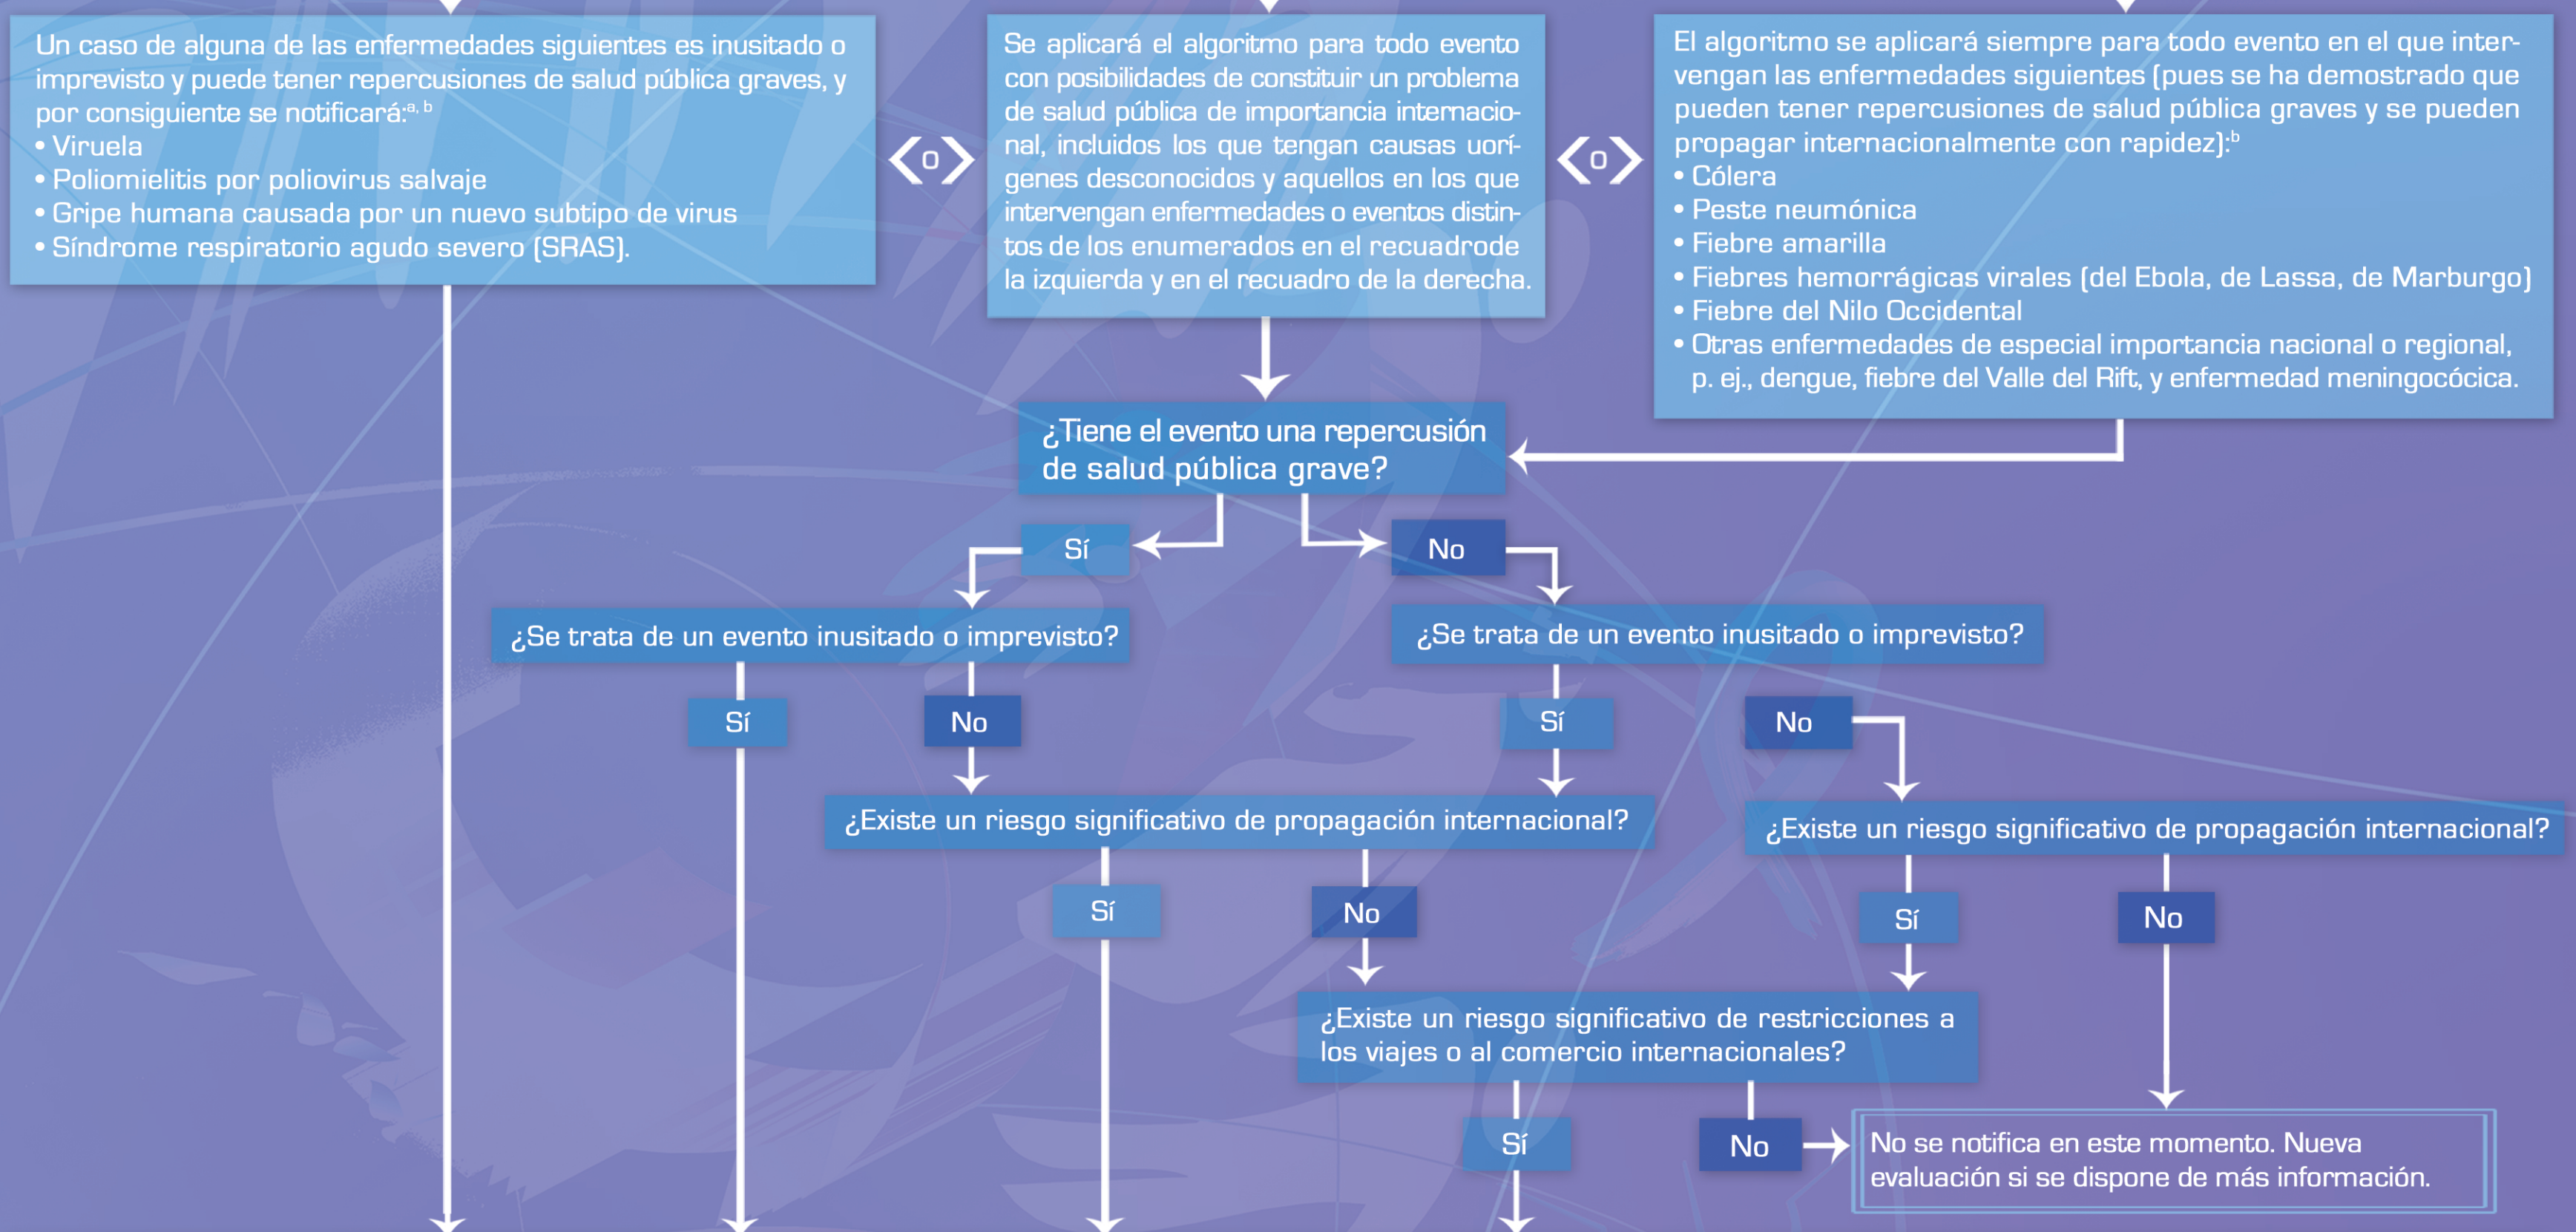 Un caso de alguna de las enfermedades siguientes es inusitado o
imprevisto y puede tener repercusiones de salud pública graves, y
por consiguiente se notificará:a, b
• Viruela
• Poliomielitis por poliovirus salvaje
• Gripe humana causada por un nuevo subtipo de virus
• Síndrome respiratorio agudo severo (SRAS).
o
Se aplicará el algoritmo para todo evento
con posibilidades de constituir un problema
de salud pública de importancia internacio-
nal, incluidos los que tengan causas uorí-
genes desconocidos y aquellos en los que
intervengan enfermedades o eventos distin-
tos de los enumerados en el recuadrode
la izquierda y en el recuadro de la derecha.
o
El algoritmo se aplicará siempre para todo evento en el que inter-
vengan las enfermedades siguientes (pues se ha demostrado que
pueden tener repercusiones de salud pública graves y se pueden
propagar internacionalmente con rapidez):b
• Cólera
• Peste neumónica
• Fiebre amarilla
• Fiebres hemorrágicas virales (del Ebola, de Lassa, de Marburgo)
• Fiebre del Nilo Occidental
• Otras enfermedades de especial importancia nacional o regional,
p. ej., dengue, fiebre del Valle del Rift, y enfermedad meningocócica.
¿Tiene el evento una repercusión
de salud pública grave?
Sí
No
¿Se trata de un evento inusitado o imprevisto?
¿Se trata de un evento inusitado o imprevisto?
Sí
No
Sí
No
¿Existe un riesgo significativo de propagación internacional?
¿Existe un riesgo significativo de propagación internacional?
Sí
No
Sí
No
¿Existe un riesgo significativo de restricciones a
los viajes o al comercio internacionales?
Sí
No
No se notifica en este momento. Nueva
evaluación si se dispone de más información.